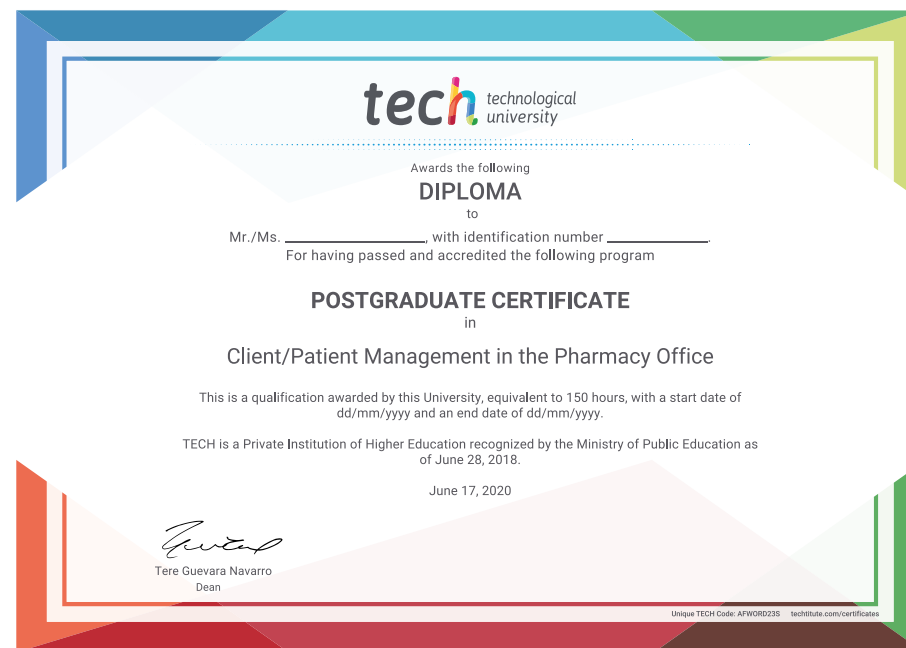 tech technological
university
Awards the following
DIPLOMA
to
Mr./Ms. ____________________, with identification number ______________.
For having passed and accredited the following program
POSTGRADUATE CERTIFICATE
in
Client/Patient Management in the Pharmacy Office
This is a qualification awarded by this University, equivalent to 150 hours, with a start date of
dd/mm/yyyy and an end date of dd/mm/yyyy.
TECH is a Private Institution of Higher Education recognized by the Ministry of Public Education as
of June 28, 2018.
June 17, 2020
Tere Guevara Navarro
Dean
Unique TECH Code: AFWORD23S techtitute.com/certificates